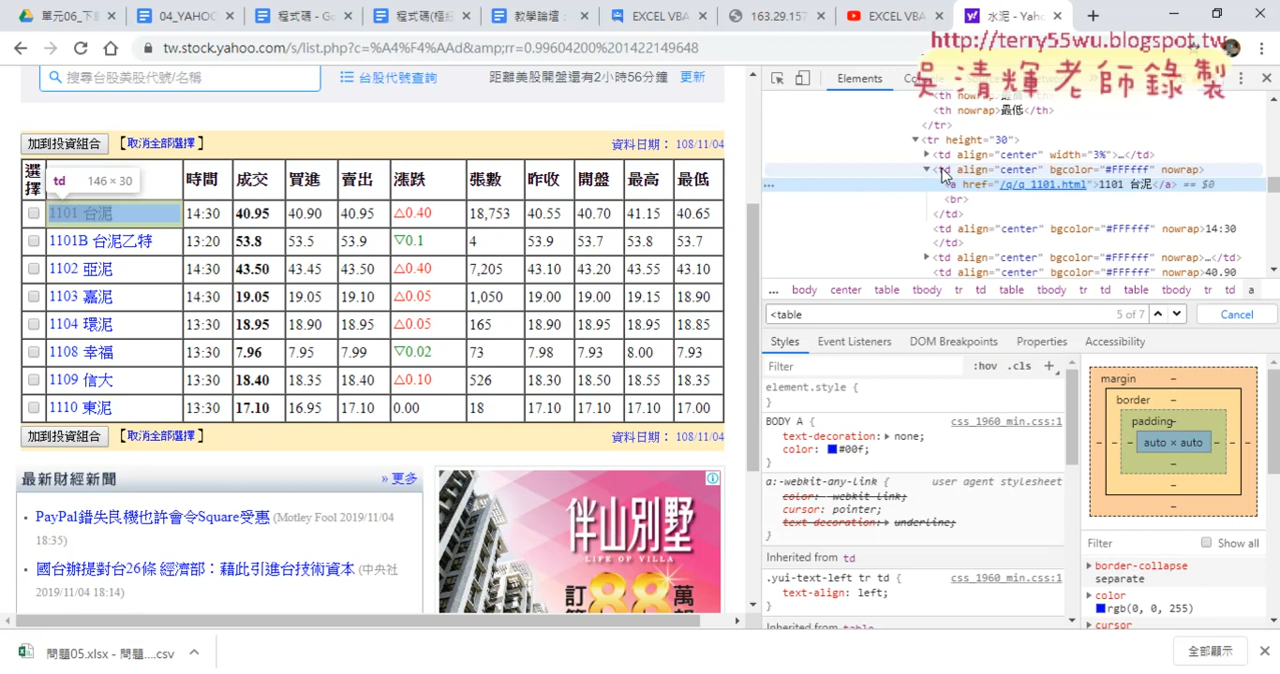 單元06_下
04_YAHOO
程式碼 - Go
程式碼(極
教學論壇：
EXCEL VBA
163.29.157
EXCEL VBA
水泥 - Yaho
tw.stock.yahoo.com/s/list.php?c=%A4%F4%AAd&amp;rr=0.99604200%201422149648
http://terry55wu.blogspot.tw
吳清輝老師錄製
搜尋台股美股代號/名稱
台股代號查詢
距離美股開盤還有2小時56分鐘 更新
加到投資組合 【取消全部選擇】 資料日期： 108/11/04
選擇 時間 成交 買進 賣出 漲跌 張數 昨收 開盤 最高 最低
td 146 × 30
1101 台泥 14:30 40.95 40.90 40.95 △0.40 18,753 40.55 40.70 41.15 40.65
1101B 台泥乙特 13:20 53.8 53.5 53.9 ▽0.1 4 53.9 53.7 53.8 53.7
1102 亞泥 14:30 43.50 43.45 43.50 △0.40 7,205 43.10 43.20 43.55 43.10
1103 嘉泥 14:30 19.05 19.05 19.10 △0.05 1,050 19.00 19.00 19.15 18.90
1104 環泥 13:30 18.95 18.90 18.95 △0.05 165 18.90 18.95 18.95 18.85
1108 幸福 13:30 7.96 7.95 7.99 ▽0.02 73 7.98 7.93 8.00 7.93
1109 信大 13:30 18.40 18.35 18.40 △0.10 526 18.30 18.50 18.55 18.35
1110 東泥 13:30 17.10 16.95 17.10 0.00 18 17.10 17.10 17.10 17.00
加到投資組合 【取消全部選擇】 資料日期： 108/11/04
最新財經新聞 » 更多
PayPal錯失良機也許會令Square受惠 (Motley Fool 2019/11/04
18:35)
國台辦提對台26條 經濟部：藉此引進台技術資本 (中央社
2019/11/04 18:14)
伴山別墅
LIFE OF VILLA
88萬
Elements
<th nowrap>最低</th>
</tr>
<tr height="30">
<td align="center" width="3%">…</td>
<td align="center" bgcolor="#FFFfff" nowrap>
<a href="/q/q_1101.html">1101 台泥</a> == $0
<br>
</td>
<td align="center" bgcolor="#FFFfff" nowrap>14:30
</td>
<td align="center" bgcolor="#FFFfff" nowrap>…</td>
<td align="center" bgcolor="#FFFfff" nowrap>40.90
... body center table tbody tr td table tbody tr td table tbody tr td a
<table 5 of 7 Cancel
Styles Event Listeners DOM Breakpoints Properties Accessibility
Filter :hov .cls +
element.style {
}
BODY A { css_1960_min.css:1
text-decoration: none;
color: #00f;
}
a:-webkit-any-link { user agent stylesheet
color: -webkit-link;
cursor: pointer;
text-decoration: underline;
}
Inherited from td
.yui-text-left tr td { css_1960_min.css:1
text-align: left;
}
margin
border
padding
auto × auto
Filter Show all
border-collapse
separate
color
rgb(0, 0, 255)
cursor
問題05.xlsx - 問題....csv
全部顯示